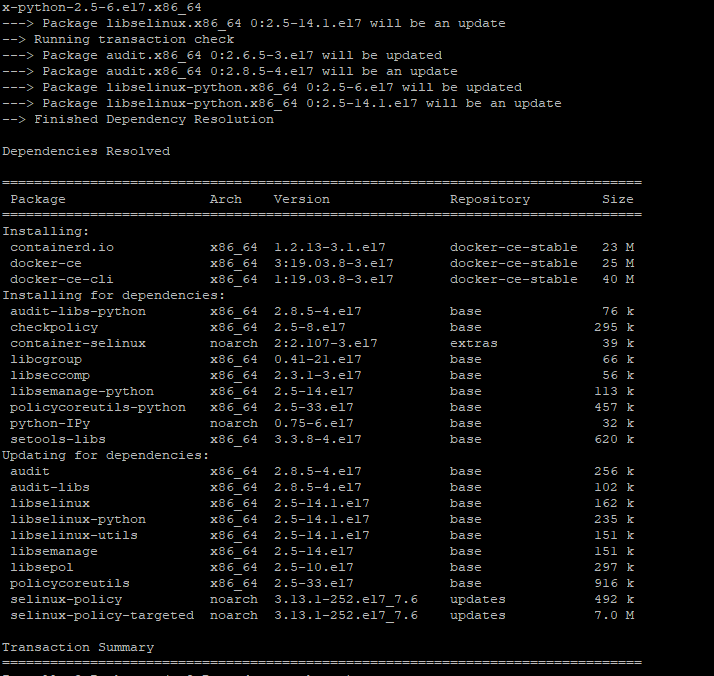 x-python-2.5-6.el7.x86_64
---> Package libselinux.x86_64 0:2.5-14.1.el7 will be an update
--> Running transaction check
---> Package audit.x86_64 0:2.6.5-3.el7 will be updated
---> Package audit.x86_64 0:2.8.5-4.el7 will be an update
---> Package libselinux-python.x86_64 0:2.5-6.el7 will be updated
---> Package libselinux-python.x86_64 0:2.5-14.1.el7 will be an update
--> Finished Dependency Resolution
Dependencies Resolved
================================================================================
Package Arch Version Repository Size
================================================================================
Installing:
containerd.io x86_64 1.2.13-3.1.el7 docker-ce-stable 23 M
docker-ce x86_64 3:19.03.8-3.el7 docker-ce-stable 25 M
docker-ce-cli x86_64 1:19.03.8-3.el7 docker-ce-stable 40 M
Installing for dependencies:
audit-libs-python x86_64 2.8.5-4.el7 base 76 k
checkpolicy x86_64 2.5-8.el7 base 295 k
container-selinux noarch 2:2.107-3.el7 extras 39 k
libcgroup x86_64 0.41-21.el7 base 66 k
libseccomp x86_64 2.3.1-3.el7 base 56 k
libsemanage-python x86_64 2.5-14.el7 base 113 k
policycoreutils-python x86_64 2.5-33.el7 base 457 k
python-IPy noarch 0.75-6.el7 base 32 k
setools-libs x86_64 3.3.8-4.el7 base 620 k
Updating for dependencies:
audit x86_64 2.8.5-4.el7 base 256 k
audit-libs x86_64 2.8.5-4.el7 base 102 k
libselinux x86_64 2.5-14.1.el7 base 162 k
libselinux-python x86_64 2.5-14.1.el7 base 235 k
libselinux-utils x86_64 2.5-14.1.el7 base 151 k
libsemanage x86_64 2.5-14.el7 base 151 k
libsepol x86_64 2.5-10.el7 base 297 k
policycoreutils x86_64 2.5-33.el7 base 916 k
selinux-policy noarch 3.13.1-252.el7_7.6 updates 492 k
selinux-policy-targeted noarch 3.13.1-252.el7_7.6 updates 7.0 M
Transaction Summary
================================================================================